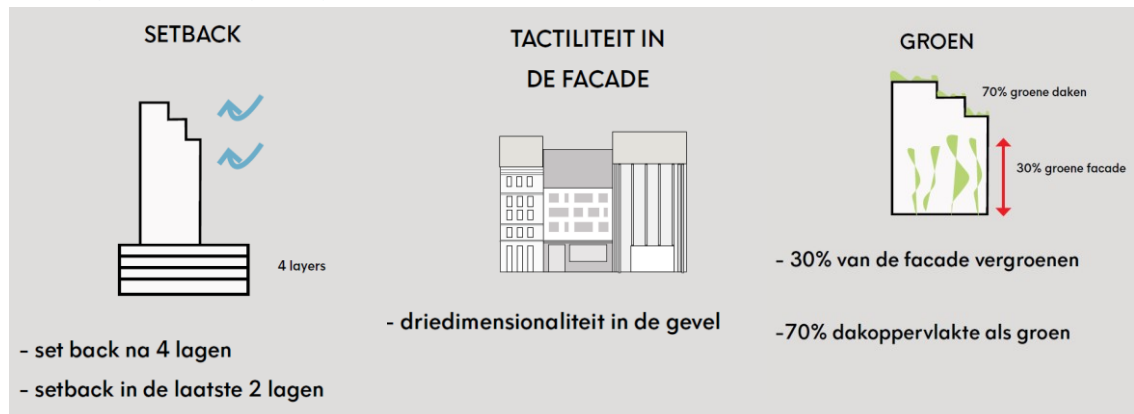 SETBACK
4 layers
- set back na 4 lagen
- setback in de laatste 2 lagen
TACTILITEIT IN
DE FACADE
- driedimensionaliteit in de gevel
GROEN
70% groene daken
30% groene facade
- 30% van de facade vergroenen
-70% dakoppervlakte als groen